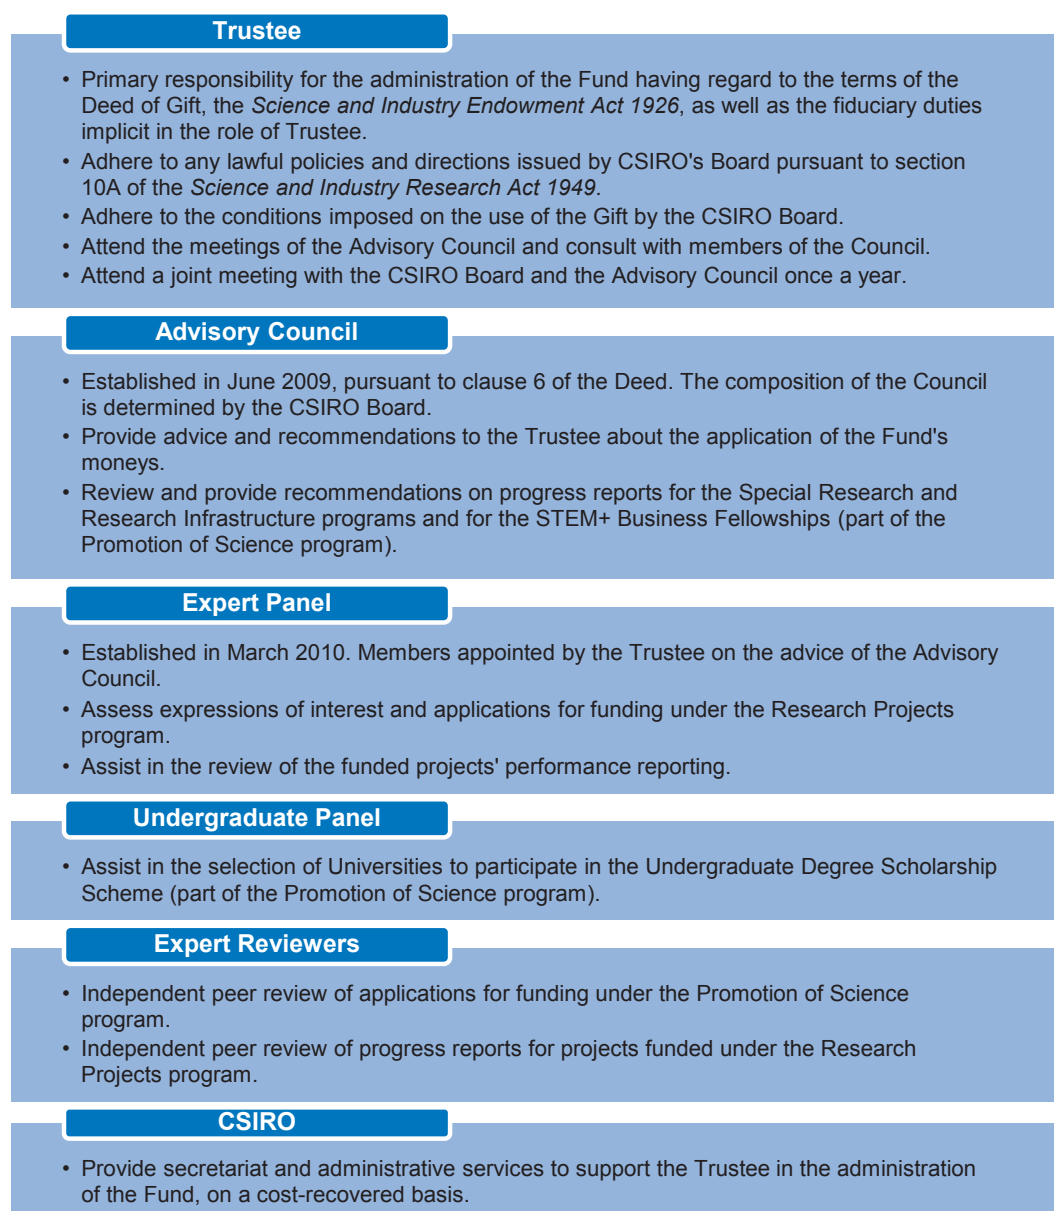 Trustee
• Primary responsibility for the administration of the Fund having regard to the terms of the
Deed of Gift, the Science and Industry Endowment Act 1926, as well as the fiduciary duties
implicit in the role of Trustee.
• Adhere to any lawful policies and directions issued by CSIRO's Board pursuant to section
10A of the Science and Industry Research Act 1949.
• Adhere to the conditions imposed on the use of the Gift by the CSIRO Board.
• Attend the meetings of the Advisory Council and consult with members of the Council.
• Attend a joint meeting with the CSIRO Board and the Advisory Council once a year.
Advisory Council
• Established in June 2009, pursuant to clause 6 of the Deed. The composition of the Council
is determined by the CSIRO Board.
• Provide advice and recommendations to the Trustee about the application of the Fund's
moneys.
• Review and provide recommendations on progress reports for the Special Research and
Research Infrastructure programs and for the STEM+ Business Fellowships (part of the
Promotion of Science program).
Expert Panel
• Established in March 2010. Members appointed by the Trustee on the advice of the Advisory
Council.
• Assess expressions of interest and applications for funding under the Research Projects
program.
• Assist in the review of the funded projects' performance reporting.
Undergraduate Panel
• Assist in the selection of Universities to participate in the Undergraduate Degree Scholarship
Scheme (part of the Promotion of Science program).
Expert Reviewers
• Independent peer review of applications for funding under the Promotion of Science
program.
• Independent peer review of progress reports for projects funded under the Research
Projects program.
CSIRO
• Provide secretariat and administrative services to support the Trustee in the administration
of the Fund, on a cost-recovered basis.